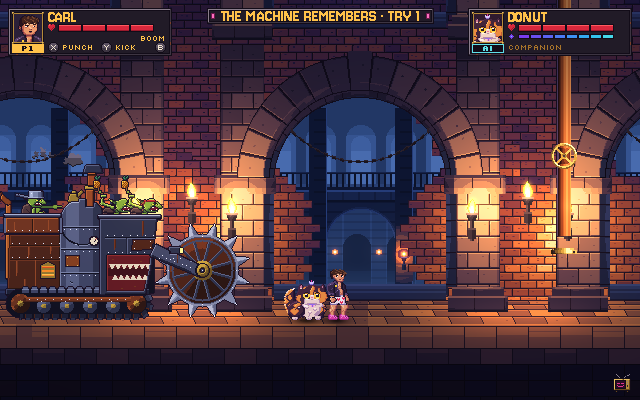 CARL
P1
X PUNCH Y KICK B
BOOM
THE MACHINE REMEMBERS · TRY 1
DONUT
AI
COMPANION